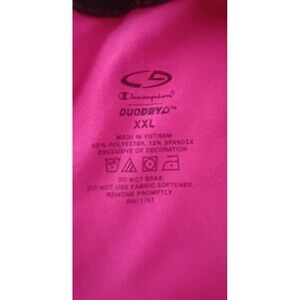 Champion
DUODRY+™
XXL
MADE IN VIETNAM
88% POLYESTER, 12% SPANDEX
EXCLUSIVE OF DECORATION
DO NOT SOAK.
DO NOT USE FABRIC SOFTENER.
REMOVE PROMPTLY.